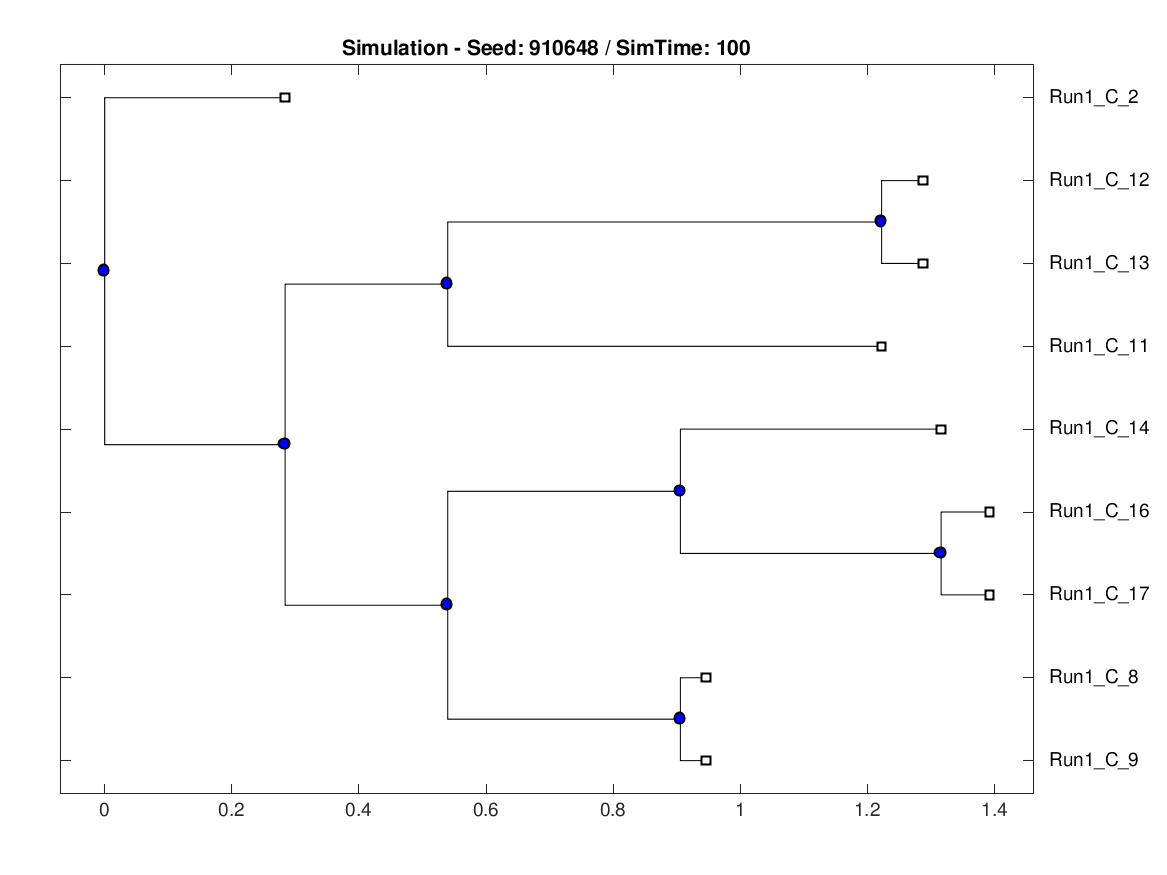 Simulation - Seed: 910648 / SimTime: 100
Run1_C_2
Run1_C_12
Run1_C_13
Run1_C_11
Run1_C_14
Run1_C_16
Run1_C_17
Run1_C_8
Run1_C_9
0 0.2 0.4 0.6 0.8 1 1.2 1.4